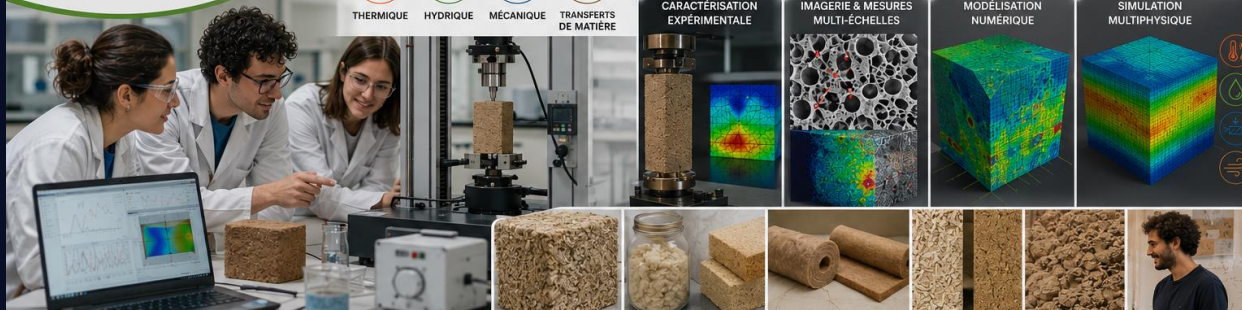 THERMIQUE
HYDRIQUE
MÉCANIQUE
TRANSFERTS
DE MATIÈRE
CARACTÉRISATION
EXPÉRIMENTALE
IMAGERIE & MESURES
MULTI-ÉCHELLES
MODÉLISATION
NUMÉRIQUE
SIMULATION
MULTIPHYSIQUE